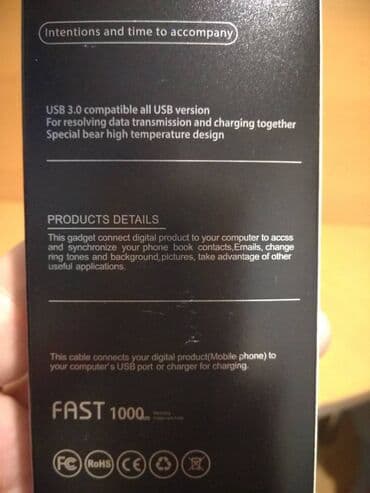 Intentions and time to accompany
USB 3.0 compatible all USB version
For resolving data transmission and charging together
Special bear high temperature design
PRODUCTS DETAILS
This gadget connect digital product to your computer to accss
and synchronize your phone book contacts,Emails, change
ring tones and background,pictures, take advantage of other
useful applications.
This cable connects your digital product(Mobile phone) to
your computer's USB port or charger for charging.
FAST 1000
FC RoHS CE